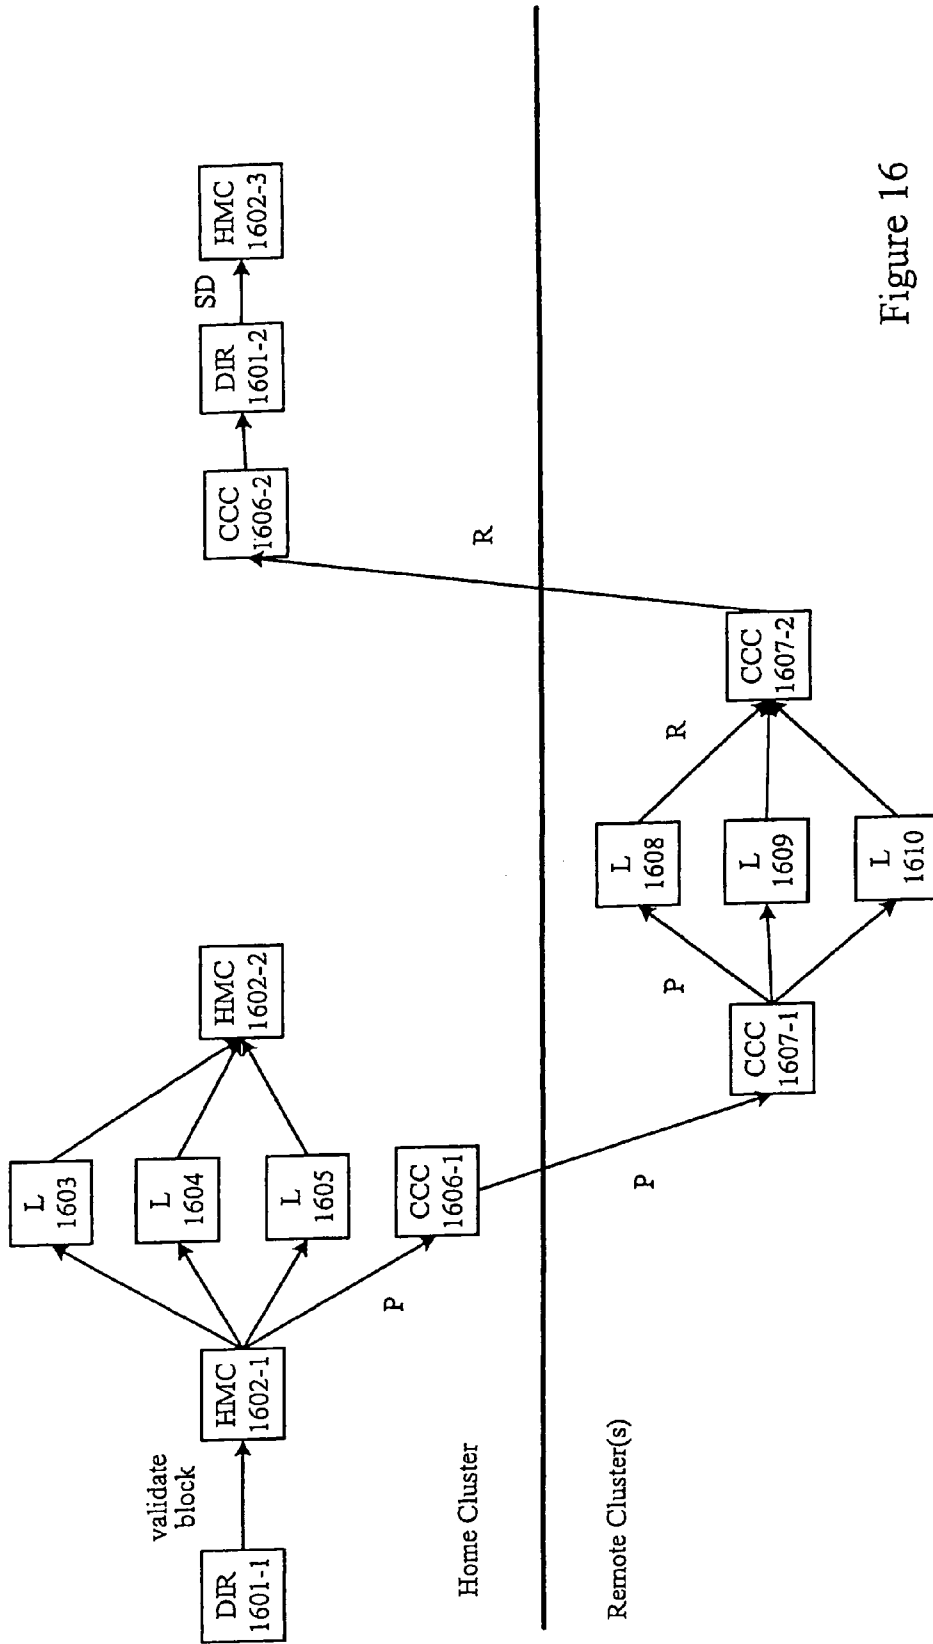 DIR
1601-1
validate
block
HMC
1602-1
L
1603
L
1604
L
1605
P
CCC
1606-1
HMC
1602-2
CCC
1606-2
DIR
1601-2
SD
HMC
1602-3
Home Cluster
Remote Cluster(s)
P
R
CCC
1607-1
P
L
1608
L
1609
L
1610
R
CCC
1607-2
Figure 16